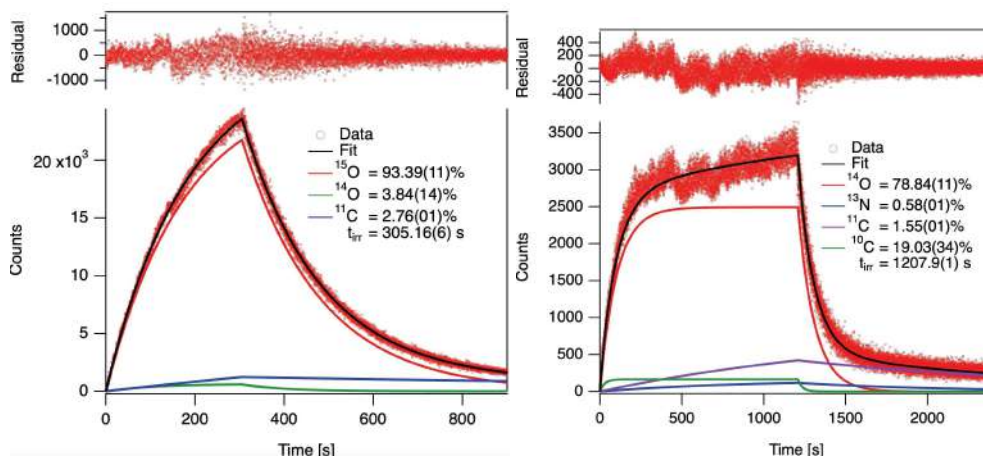 Residual
1000
0
-1000
Counts
20 x10³
15
10
5
0
Data
Fit
¹⁵O = 93.39(11)%
¹⁴O = 3.84(14)%
¹¹C = 2.76(01)%
tᵢᵣᵣ = 305.16(6) s
0 200 400 600 800
Time [s]
Residual
400
200
0
-200
-400
Counts
3500
3000
2500
2000
1500
1000
500
0
Data
Fit
¹⁴O = 78.84(11)%
¹³N = 0.58(01)%
¹¹C = 1.55(01)%
¹⁰C = 19.03(34)%
tᵢᵣᵣ = 1207.9(1) s
0 500 1000 1500 2000
Time [s]